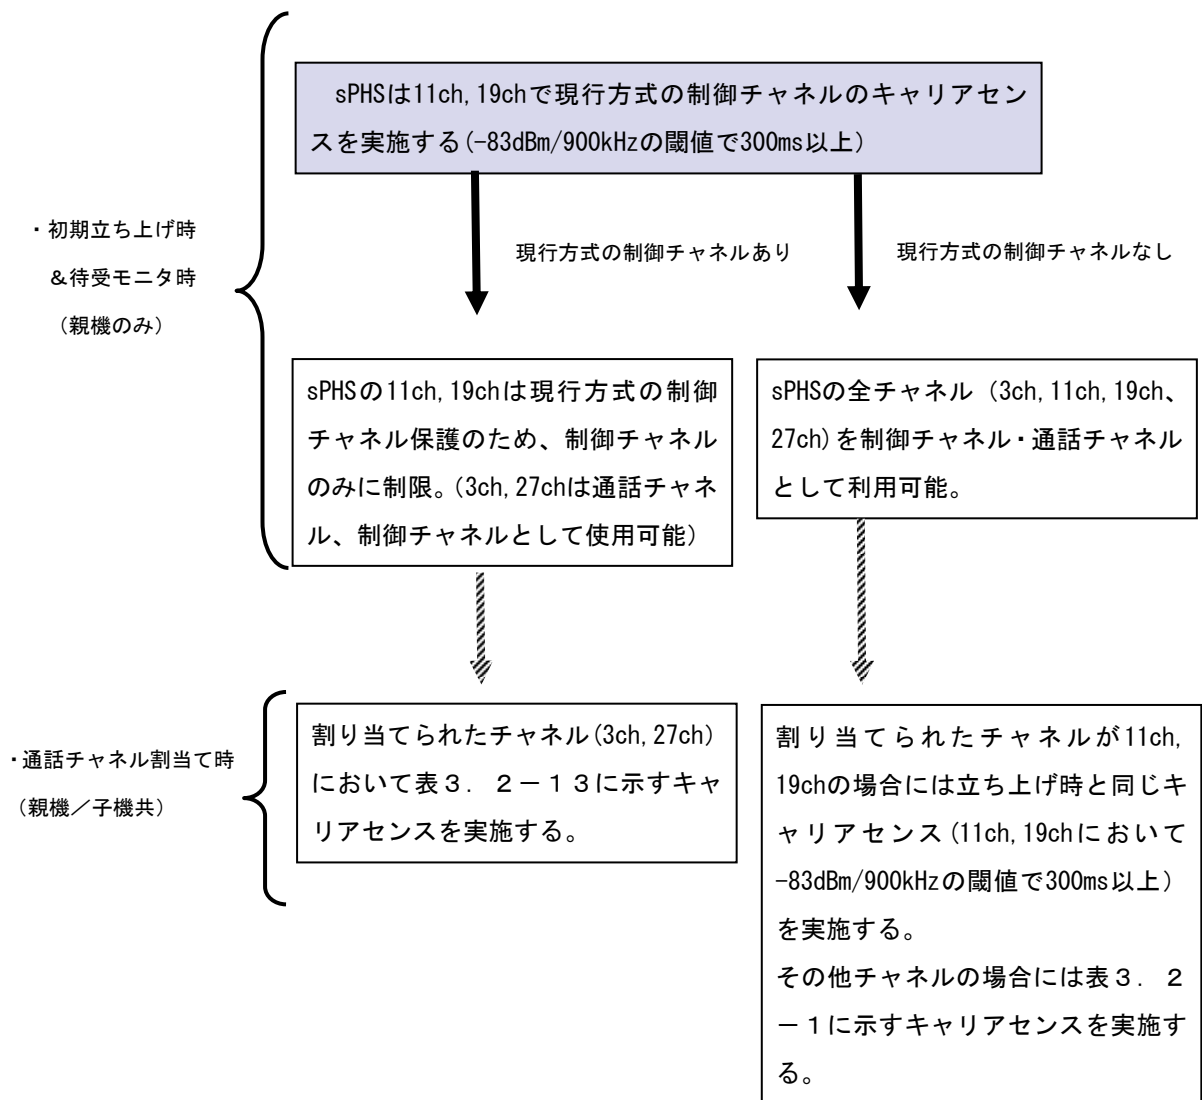 sPHSは11ch, 19chで現行方式の制御チャネルのキャリアセン
スを実施する(-83dBm/900kHzの閾値で300ms以上)
・初期立ち上げ時
＆待受モニタ時
（親機のみ）
現行方式の制御チャネルあり
現行方式の制御チャネルなし
sPHSの11ch, 19chは現行方式の制御
チャネル保護のため、制御チャネル
のみに制限。(3ch, 27chは通話チャネ
ル、制御チャネルとして使用可能)
sPHSの全チャネル（3ch, 11ch, 19ch、
27ch)を制御チャネル・通話チャネル
として利用可能。
・通話チャネル割当て時
（親機／子機共）
割り当てられたチャネル(3ch, 27ch)
において表３．２－１３に示すキャ
リアセンスを実施する。
割り当てられたチャネルが11ch,
19chの場合には立ち上げ時と同じキ
ャリアセンス(11ch, 19chにおいて
-83dBm/900kHzの閾値で300ms以上)
を実施する。
その他チャネルの場合には表３．２
－１に示すキャリアセンスを実施す
る。